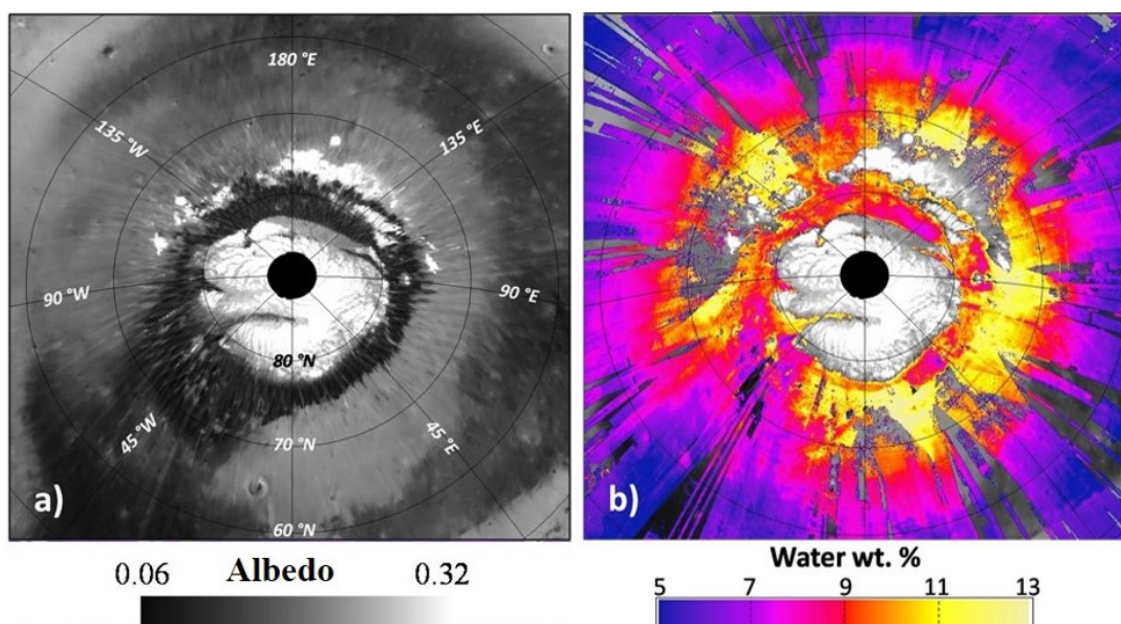 180 °E
135 °W
135 °E
90 °W
90 °E
80 °N
45 °W
45 °E
70 °N
60 °N
a)
b)
0.06 Albedo 0.32
Water wt. %
5 7 9 11 13